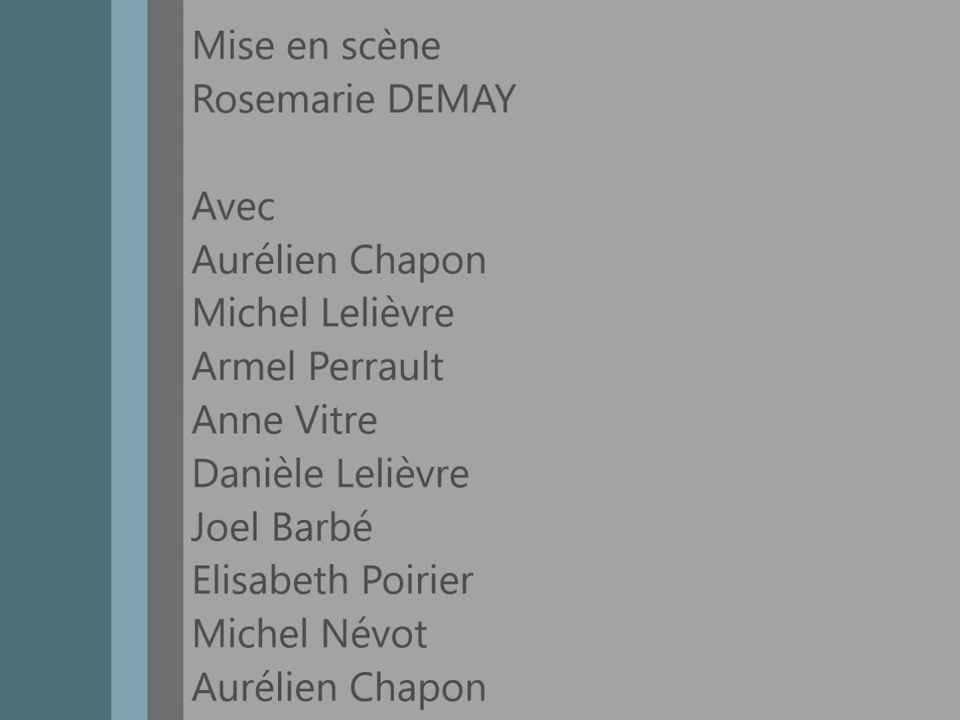 Mise en scène
Rosemarie DEMAY
Avec
Aurélien Chapon
Michel Lelièvre
Armel Perrault
Anne Vitre
Danièle Lelièvre
Joel Barbé
Elisabeth Poirier
Michel Névot
Aurélien Chapon